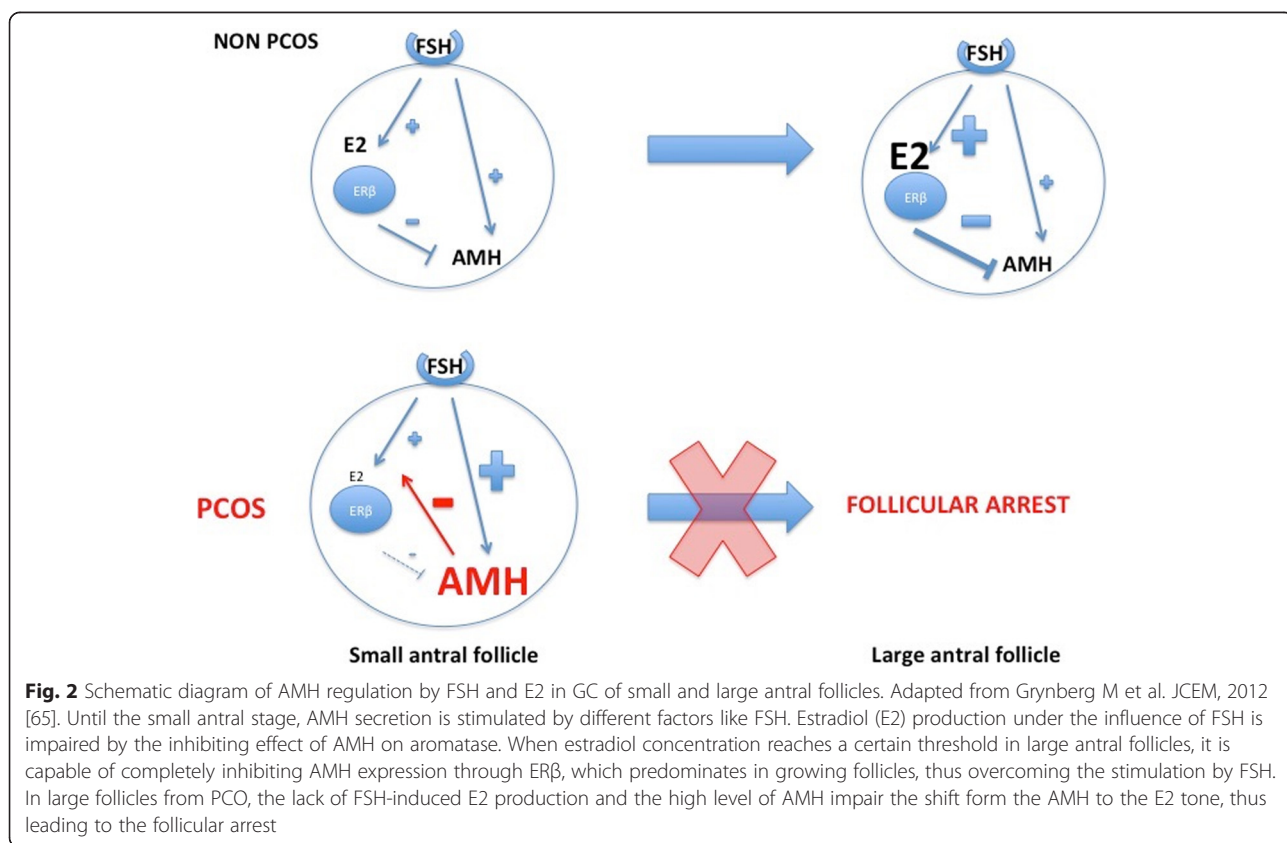 NON PCOS
FSH
E2
+
+
ERβ
-
AMH
FSH
E2
+
+
ERβ
-
AMH
FSH
PCOS
E2
+
+
ERβ
-
-
AMH
FOLLICULAR ARREST
Small antral follicle
Large antral follicle
Fig. 2 Schematic diagram of AMH regulation by FSH and E2 in GC of small and large antral follicles. Adapted from Grynberg M et al. JCEM, 2012
[65]. Until the small antral stage, AMH secretion is stimulated by different factors like FSH. Estradiol (E2) production under the influence of FSH is
impaired by the inhibiting effect of AMH on aromatase. When estradiol concentration reaches a certain threshold in large antral follicles, it is
capable of completely inhibiting AMH expression through ERβ, which predominates in growing follicles, thus overcoming the stimulation by FSH.
In large follicles from PCO, the lack of FSH-induced E2 production and the high level of AMH impair the shift form the AMH to the E2 tone, thus
leading to the follicular arrest